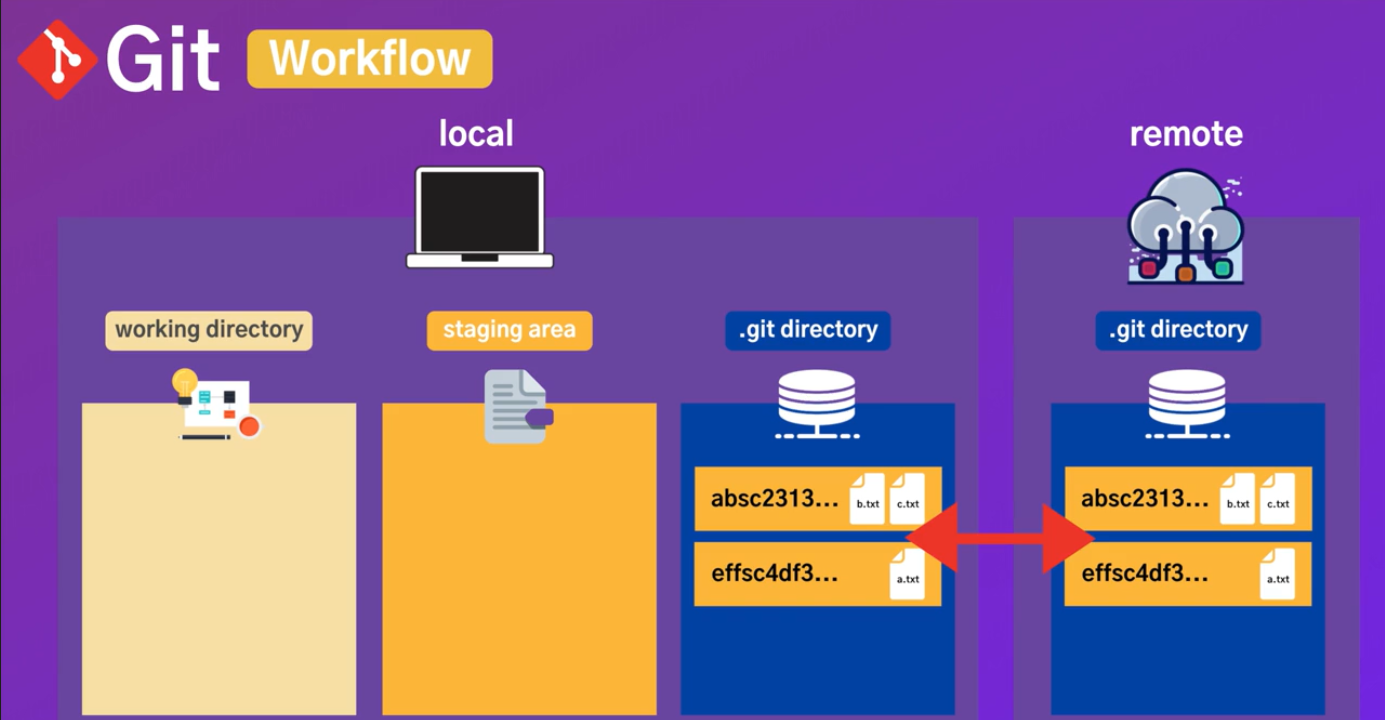 Git Workflow
local
remote
working directory
staging area
.git directory
.git directory
absc2313...
b.txt
c.txt
absc2313...
b.txt
c.txt
effsc4df3...
a.txt
effsc4df3...
a.txt